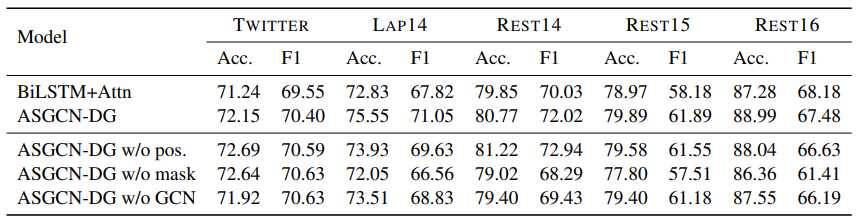 Model TWITTER LAP14 REST14 REST15 REST16
Acc. F1 Acc. F1 Acc. F1 Acc. F1 Acc. F1
BiLSTM+Attn 71.24 69.55 72.83 67.82 79.85 70.03 78.97 58.18 87.28 68.18
ASGCN-DG 72.15 70.40 75.55 71.05 80.77 72.02 79.89 61.89 88.99 67.48
ASGCN-DG w/o pos. 72.69 70.59 73.93 69.63 81.22 72.94 79.58 61.55 88.04 66.63
ASGCN-DG w/o mask 72.64 70.63 72.05 66.56 79.02 68.29 77.80 57.51 86.36 61.41
ASGCN-DG w/o GCN 71.92 70.63 73.51 68.83 79.40 69.43 79.40 61.18 87.55 66.19